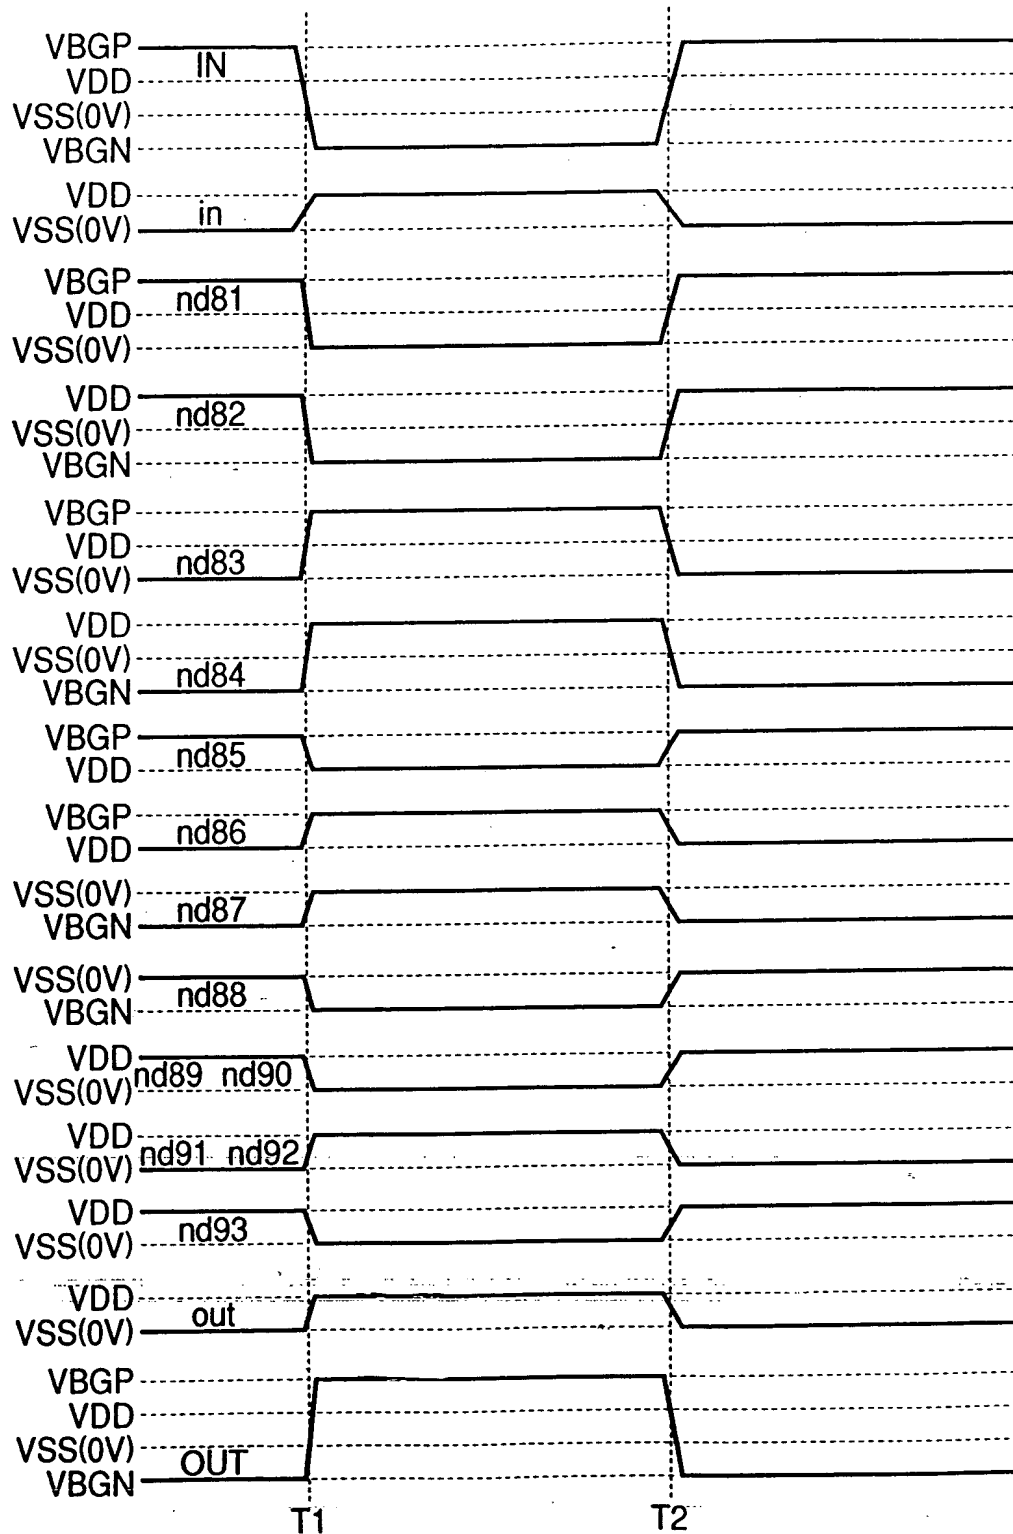 VBGP
IN
VDD
VSS(0V)
VBGN
VDD
in
VSS(0V)
VBGP
nd81
VDD
VSS(0V)
VDD
nd82
VSS(0V)
VBGN
VBGP
VDD
nd83
VSS(0V)
VDD
VSS(0V)
nd84
VBGN
VBGP
nd85
VDD
VBGP
nd86
VDD
VSS(0V)
nd87
VBGN
VSS(0V)
nd88
VBGN
VDD
nd89 nd90
VSS(0V)
VDD
nd91 nd92
VSS(0V)
VDD
nd93
VSS(0V)
VDD
out
VSS(0V)
VBGP
VDD
VSS(0V)
OUT
VBGN
T1 T2